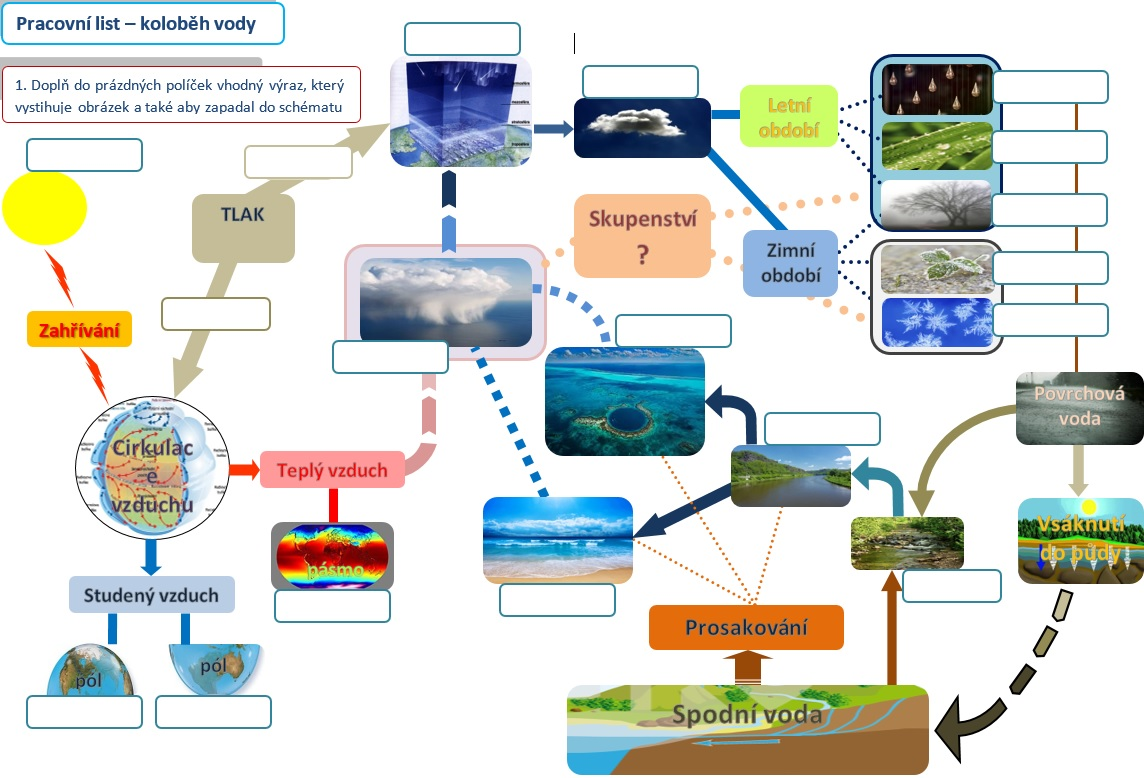 Pracovní list – koloběh vody
1. Doplň do prázdných políček vhodný výraz, který
vystihuje obrázek a také aby zapadal do schématu
TLAK
Zahřívání
Cirkulac
e
vzduchu
Teplý vzduch
pásmo
Studený vzduch
pól
pól
Letní
období
Skupenství
?
Zimní
období
Povrchová
voda
Vsáknutí
do půdy
Prosakování
Spodní voda